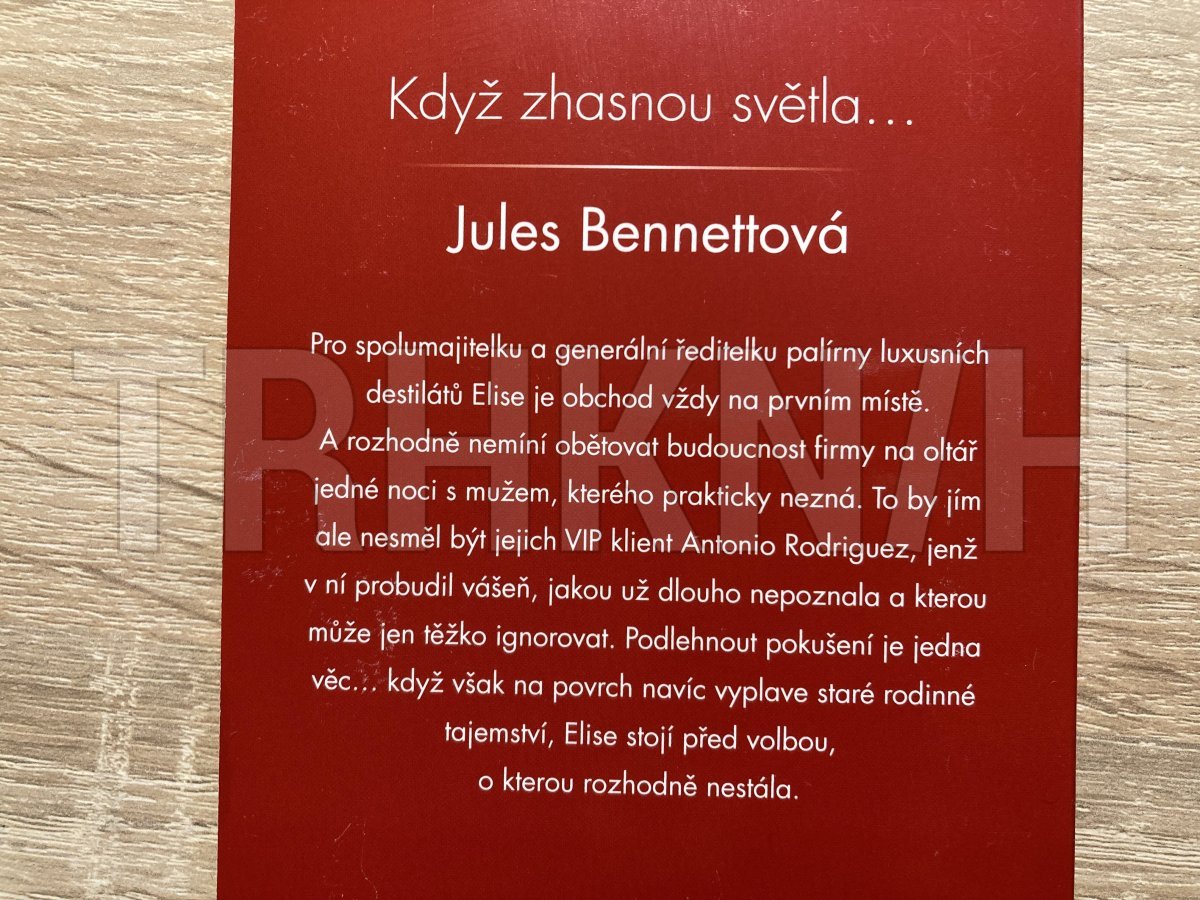 Když zhasnou světla...
Jules Bennettová
Pro spolumajitelku a generální ředitelku palírny luxusních
destilátů Elise je obchod vždy na prvním místě.
A rozhodně nemíní obětovat budoucnost firmy na oltář
jedné noci s mužem, kterého prakticky nezná. To by jím
ale nesměl být jejich VIP klient Antonio Rodriguez, jenž
v ní probudil vášeň, jakou už dlouho nepoznala a kterou
může jen těžko ignorovat. Podlehnout pokušení je jedna
věc... když však na povrch navíc vyplave staré rodinné
tajemství, Elise stojí před volbou,
o kterou rozhodně nestála.
TRHKNIH